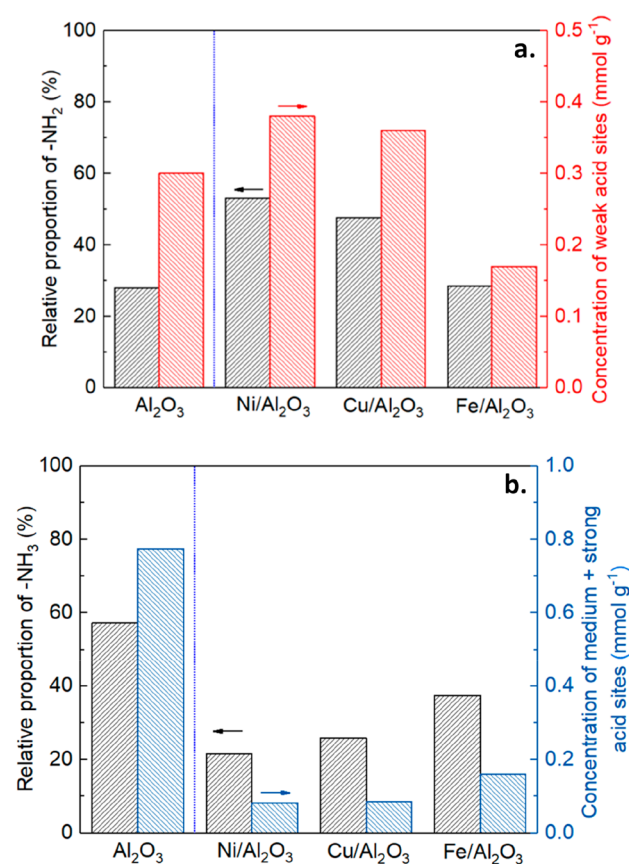 a.
Relative proportion of -NH₂ (%)
100
80
60
40
20
0
0.5
0.4
0.3
0.2
0.1
0.0
Concentration of weak acid sites (mmol g⁻¹)
Al₂O₃ Ni/Al₂O₃ Cu/Al₂O₃ Fe/Al₂O₃
b.
Relative proportion of -NH₃ (%)
100
80
60
40
20
0
1.0
0.8
0.6
0.4
0.2
0.0
Concentration of medium + strong
acid sites (mmol g⁻¹)
Al₂O₃ Ni/Al₂O₃ Cu/Al₂O₃ Fe/Al₂O₃